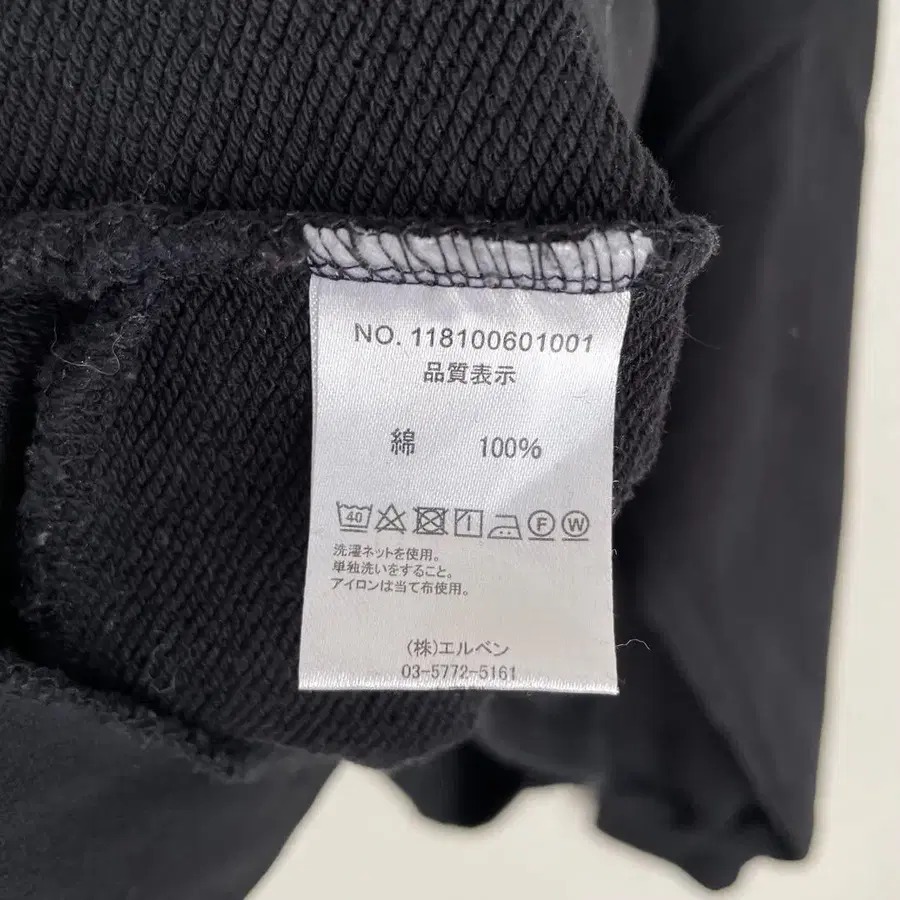 NO. 118100601001
品質表示
綿 100%
40 F W
洗濯ネットを使用。
単独洗いをすること。
アイロンは当て布使用。
(株)エルベン
03-5772-5161